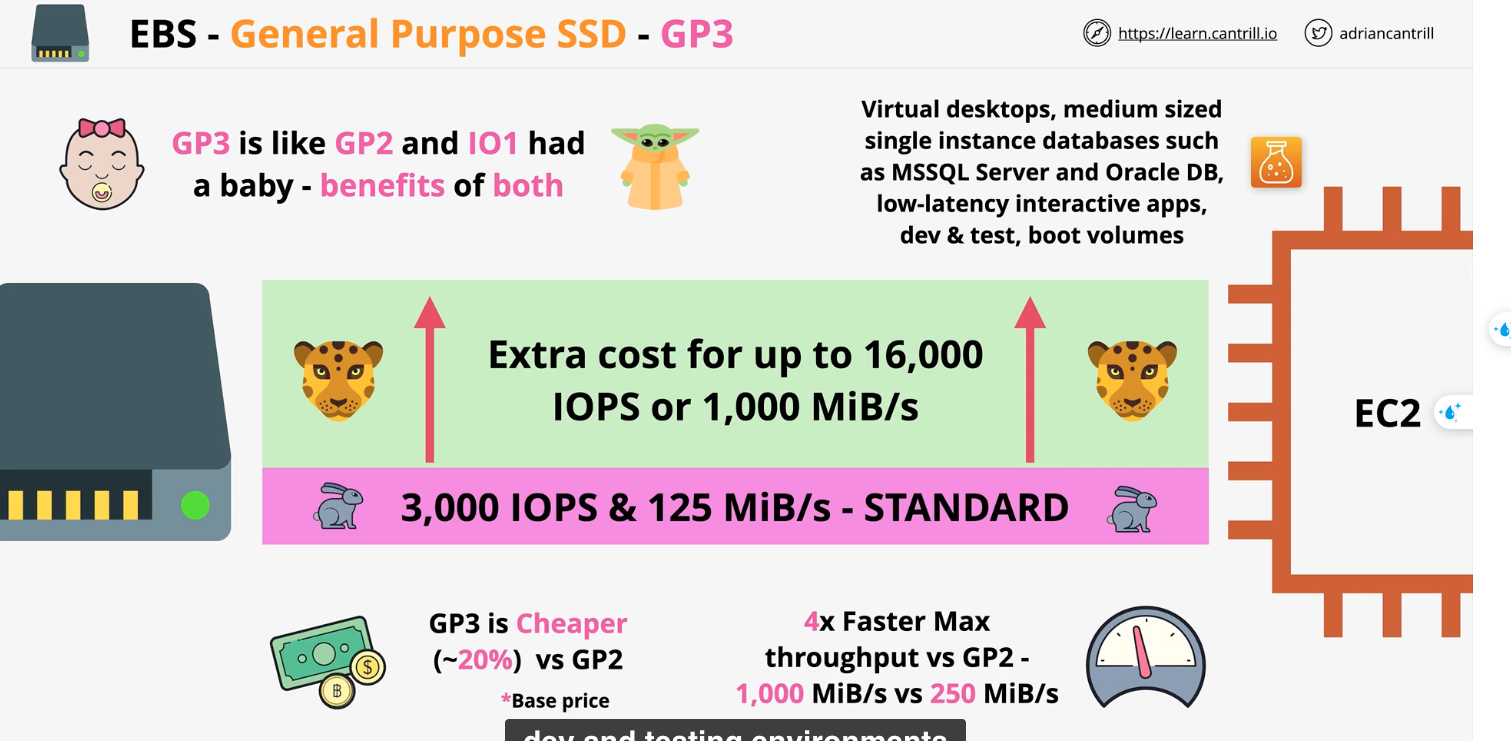 EBS - General Purpose SSD - GP3
https://learn.cantrill.io
adriancantrill
GP3 is like GP2 and IO1 had
a baby - benefits of both
Virtual desktops, medium sized
single instance databases such
as MSSQL Server and Oracle DB,
low-latency interactive apps,
dev & test, boot volumes
Extra cost for up to 16,000
IOPS or 1,000 MiB/s
3,000 IOPS & 125 MiB/s - STANDARD
EC2
GP3 is Cheaper
(~20%) vs GP2
*Base price
4x Faster Max
throughput vs GP2 -
1,000 MiB/s vs 250 MiB/s
dev and testing environments